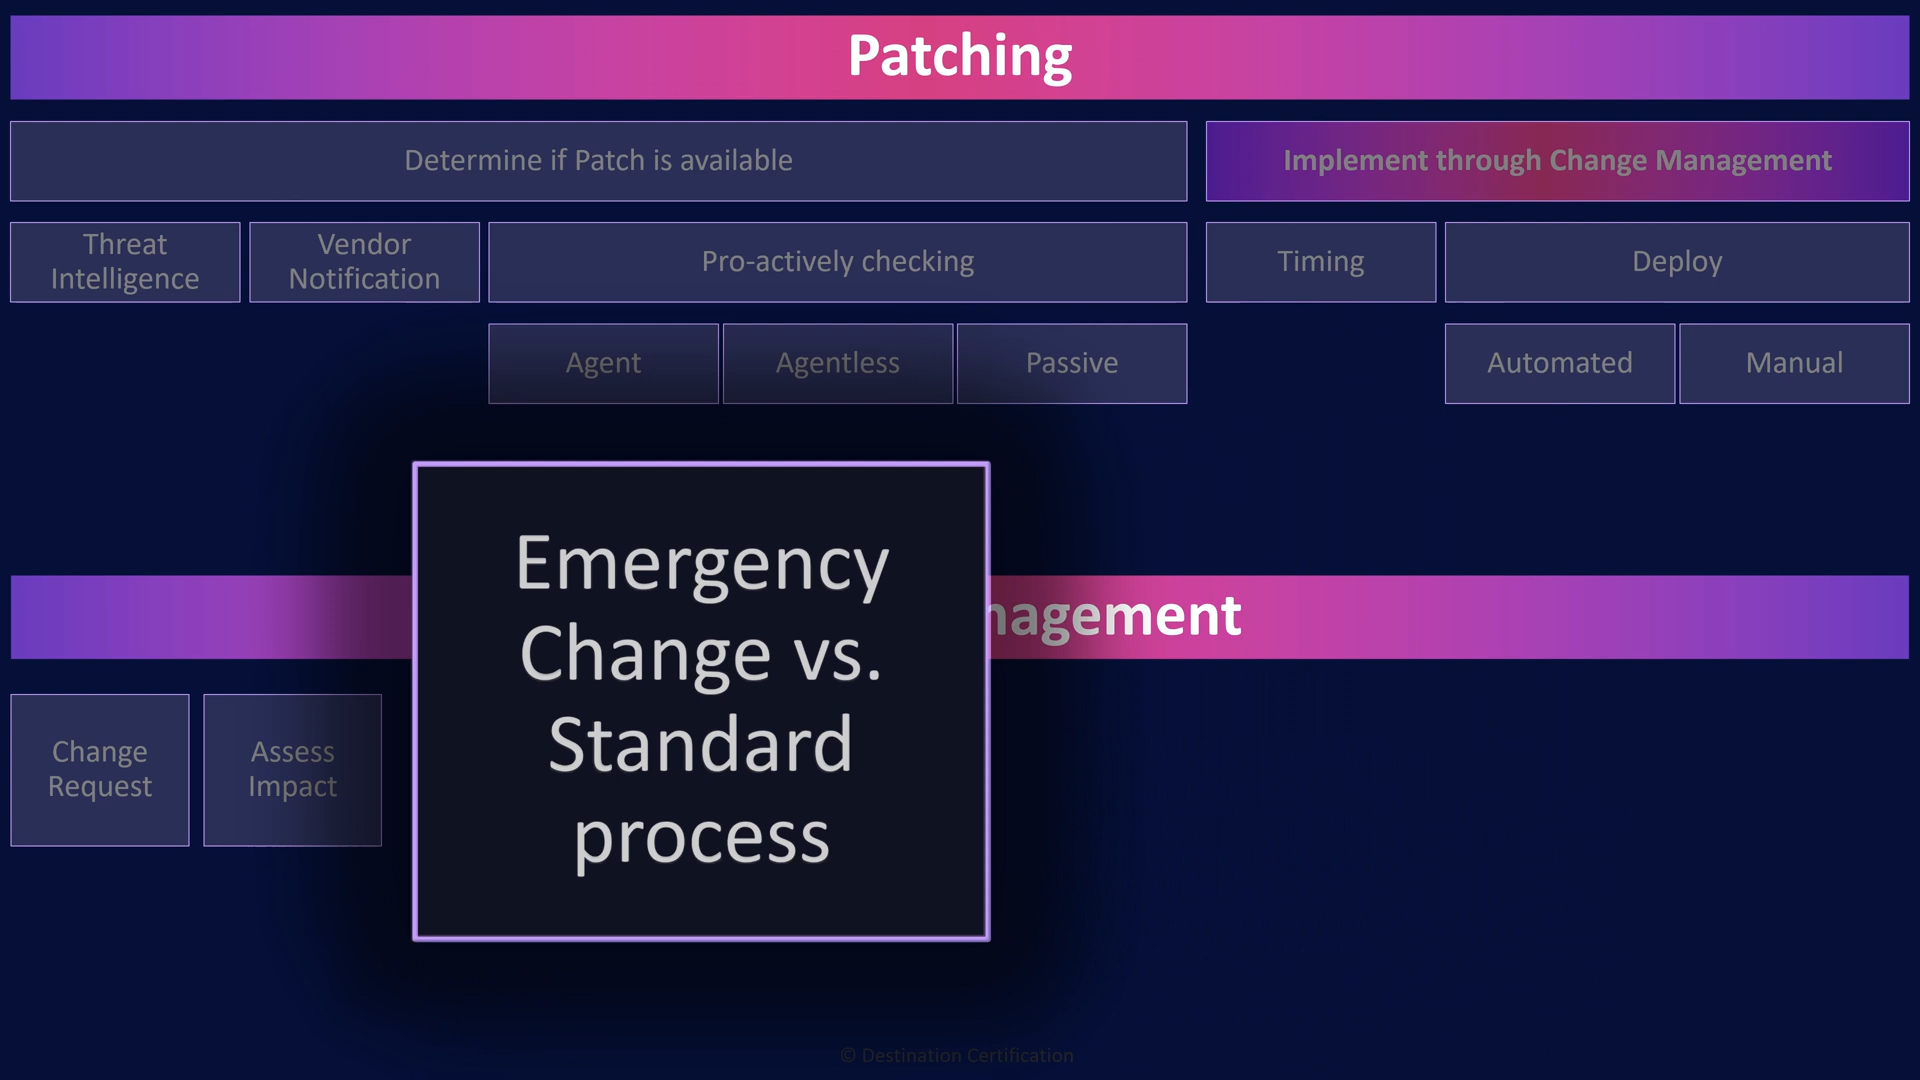 Patching
Determine if Patch is available
Implement through Change Management
Threat
Intelligence
Vendor
Notification
Pro-actively checking
Timing
Deploy
Agent
Agentless
Passive
Automated
Manual
nagement
Change
Request
Assess
Impact
Emergency
Change vs.
Standard
process
© Destination Certification